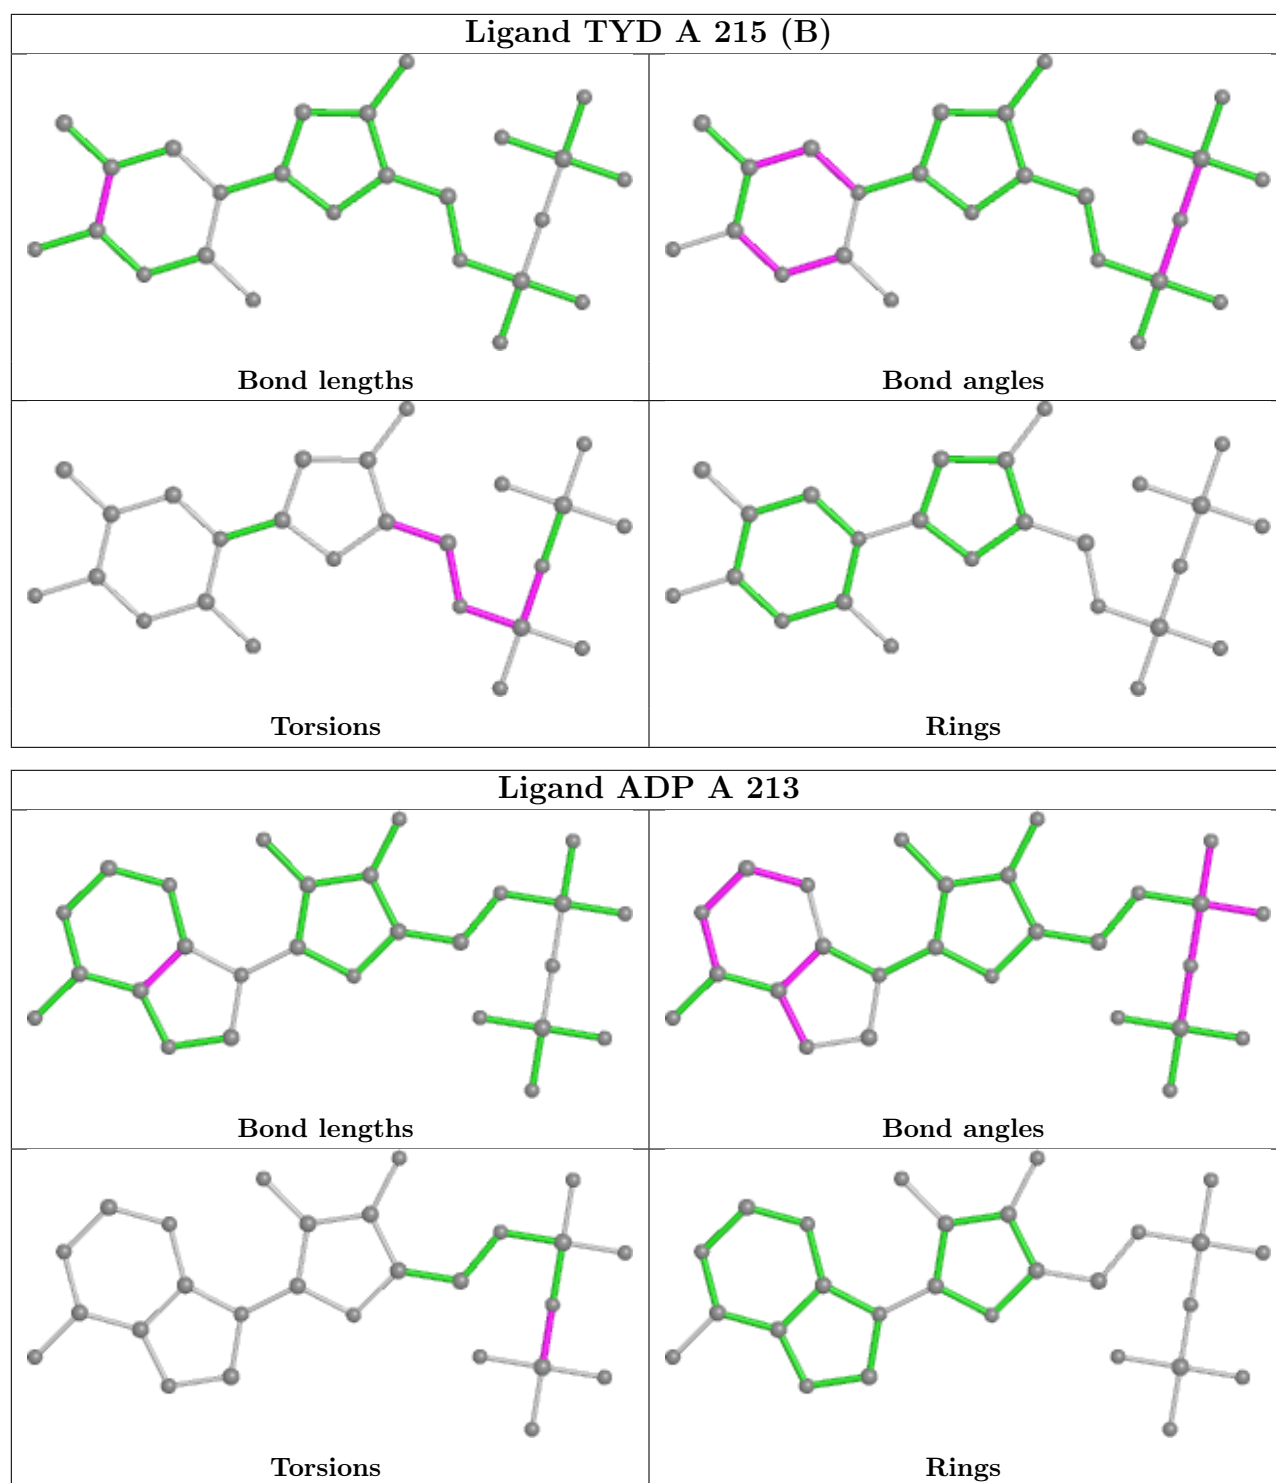 Ligand TYD A 215 (B)
Bond lengths
Bond angles
Torsions
Rings
Ligand ADP A 213
Bond lengths
Bond angles
Torsions
Rings